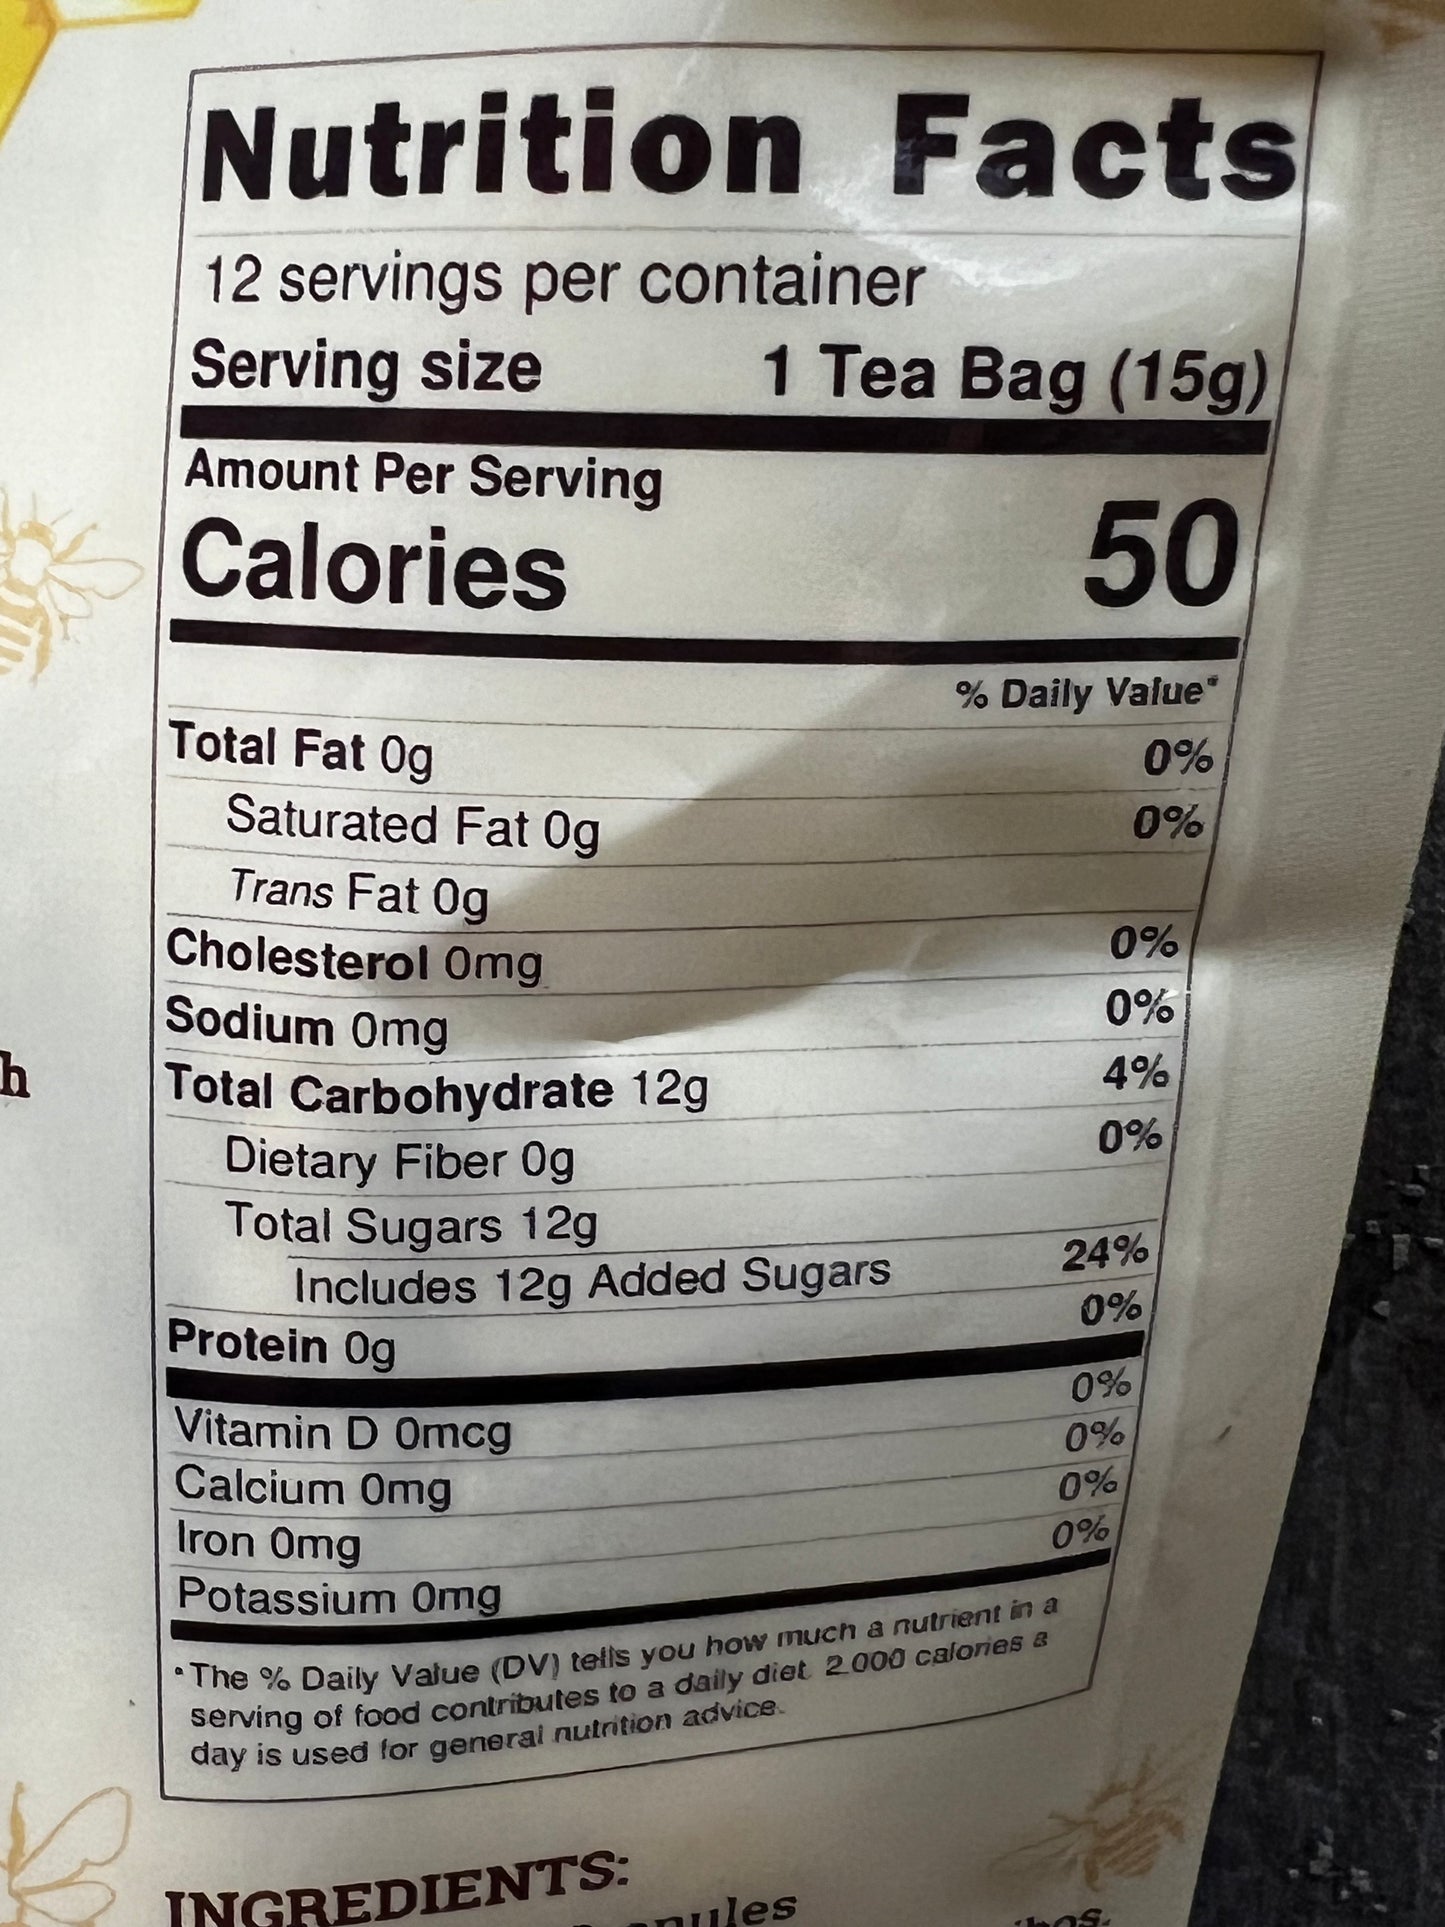 Nutrition Facts
12 servings per container
Serving size 1 Tea Bag (15g)
Amount Per Serving
Calories 50
% Daily Value*
Total Fat 0g 0%
Saturated Fat 0g 0%
Trans Fat 0g
Cholesterol 0mg 0%
Sodium 0mg 0%
Total Carbohydrate 12g 4%
Dietary Fiber 0g 0%
Total Sugars 12g
Includes 12g Added Sugars 24%
Protein 0g 0%
Vitamin D 0mcg 0%
Calcium 0mg 0%
Iron 0mg 0%
Potassium 0mg 0%
*The % Daily Value (DV) tells you how much a nutrient in a
serving of food contributes to a daily diet. 2,000 calories a
day is used for general nutrition advice.
h
INGREDIENTS: